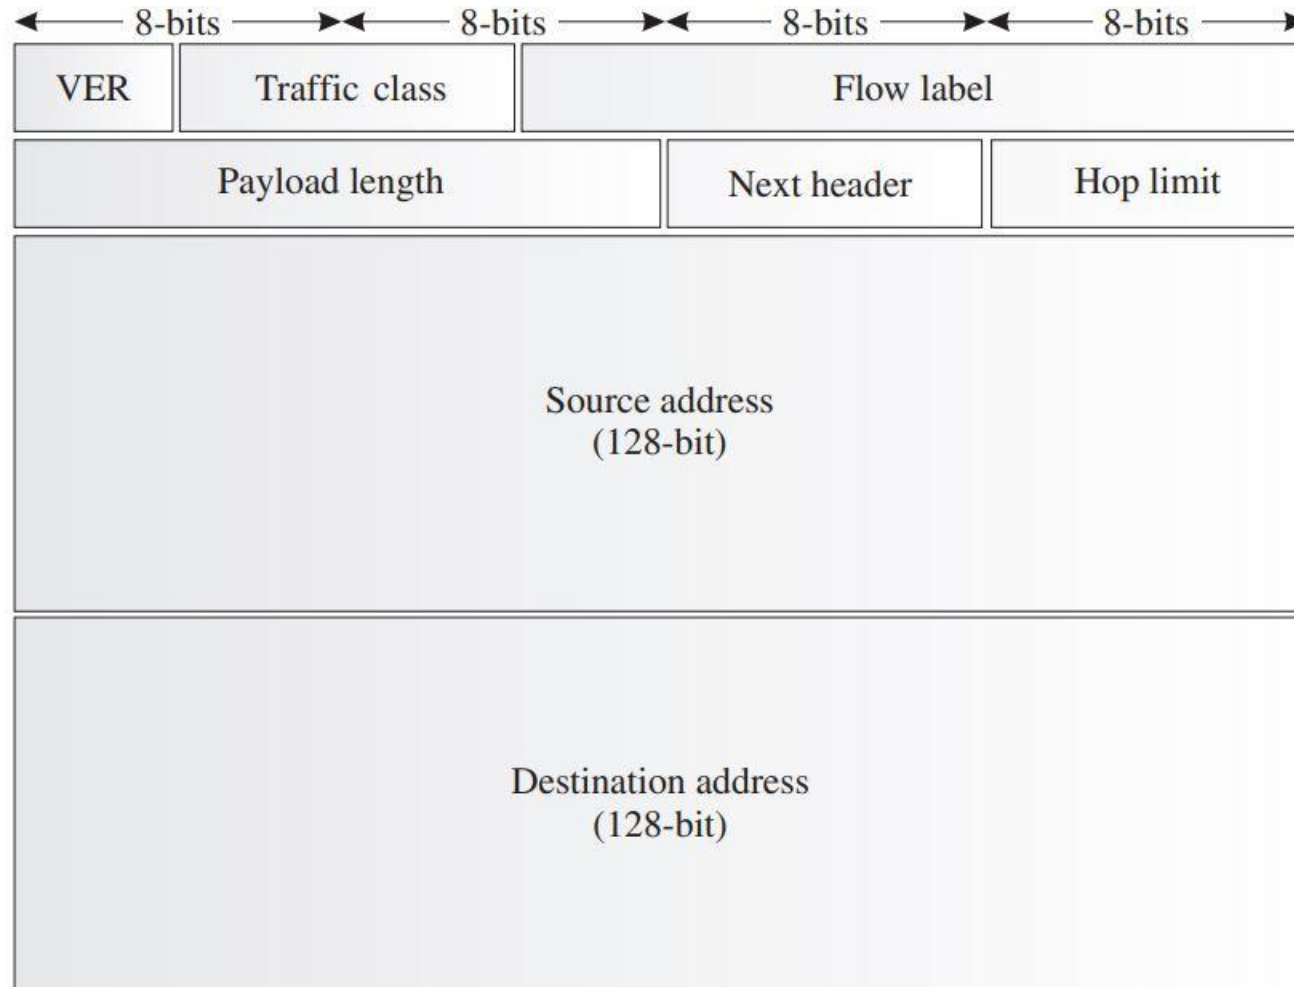 8-bits 8-bits 8-bits 8-bits
VER Traffic class Flow label
Payload length Next header Hop limit
Source address
(128-bit)
Destination address
(128-bit)